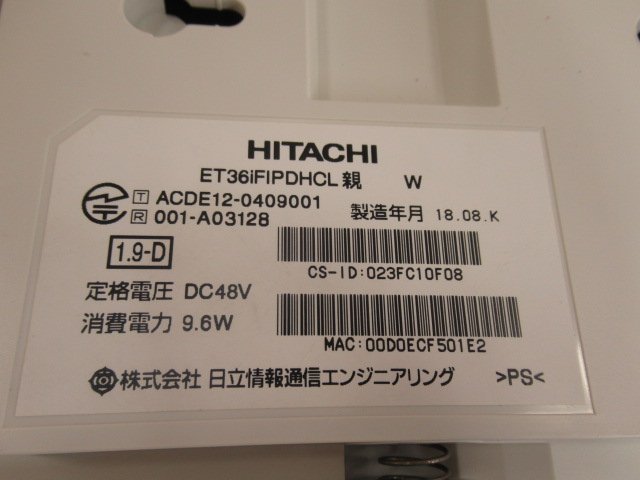 HITACHI
ET36iFIPDHCL 親 W
T ACDE12-0409001
R 001-A03128
製造年月 18.08.K
1.9-D
CS-ID:023FC10F08
定格電圧 DC48V
消費電力 9.6W
MAC:00D0ECF501E2
株式会社 日立情報通信エンジニアリング >PS<